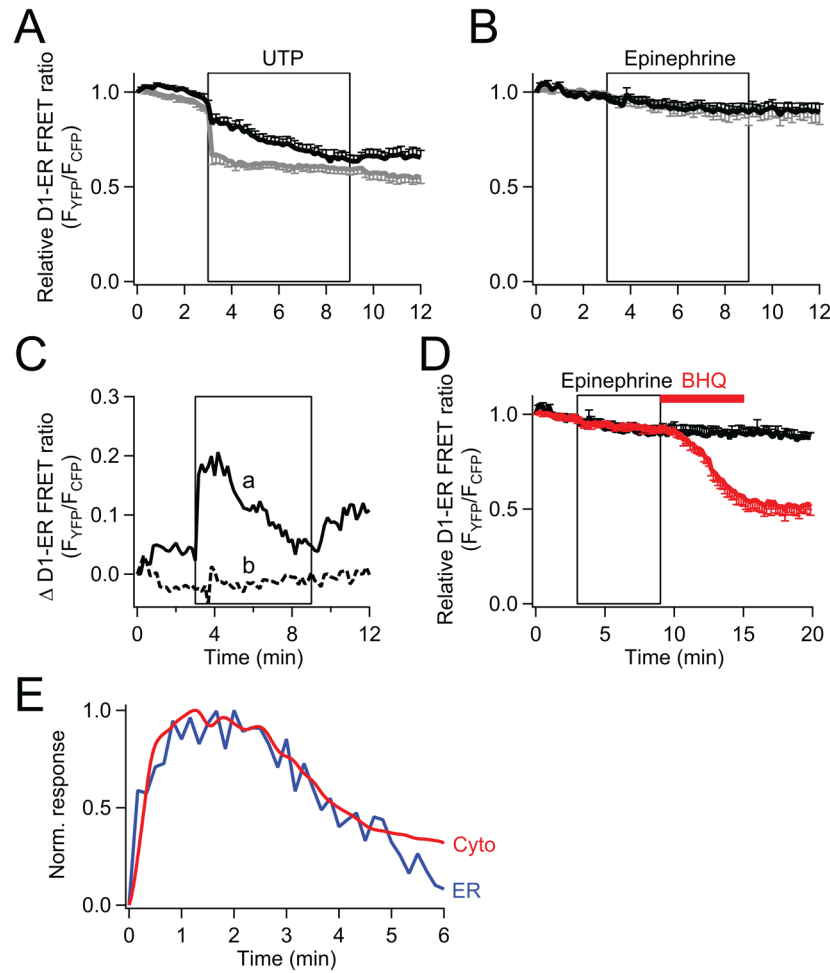 A
UTP
Relative D1-ER FRET ratio
(FYFP/FCFP)
1.0
0.5
0.0
0 2 4 6 8 10 12
B
Epinephrine
1.0
0.5
0.0
0 2 4 6 8 10 12
C
Δ D1-ER FRET ratio
(FYFP/FCFP)
0.3
0.2
0.1
0.0
a
b
0 4 8 12
Time (min)
D
Epinephrine BHQ
Relative D1-ER FRET ratio
(FYFP/FCFP)
1.0
0.5
0.0
0 5 10 15 20
Time (min)
E
Norm. response
1.0
0.5
0.0
Cyto
ER
0 1 2 3 4 5 6
Time (min)